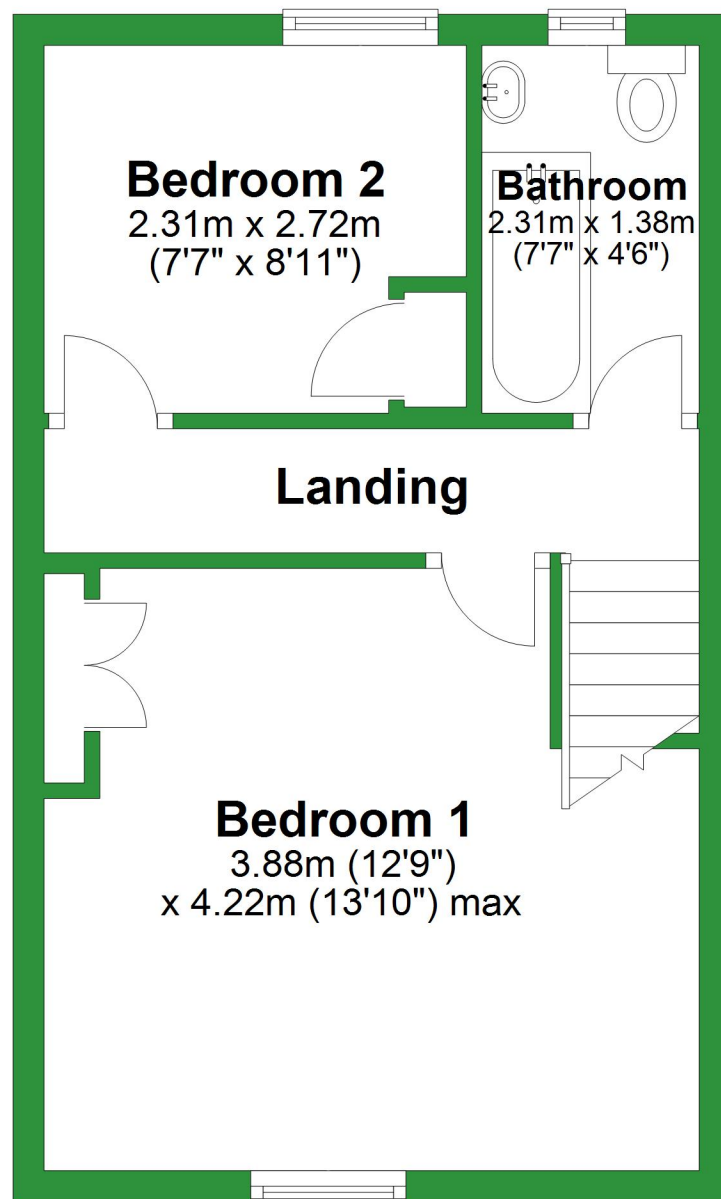 Bedroom 2
2.31m x 2.72m
(7'7" x 8'11")
Bathroom
2.31m x 1.38m
(7'7" x 4'6")
Landing
Bedroom 1
3.88m (12'9")
x 4.22m (13'10") max